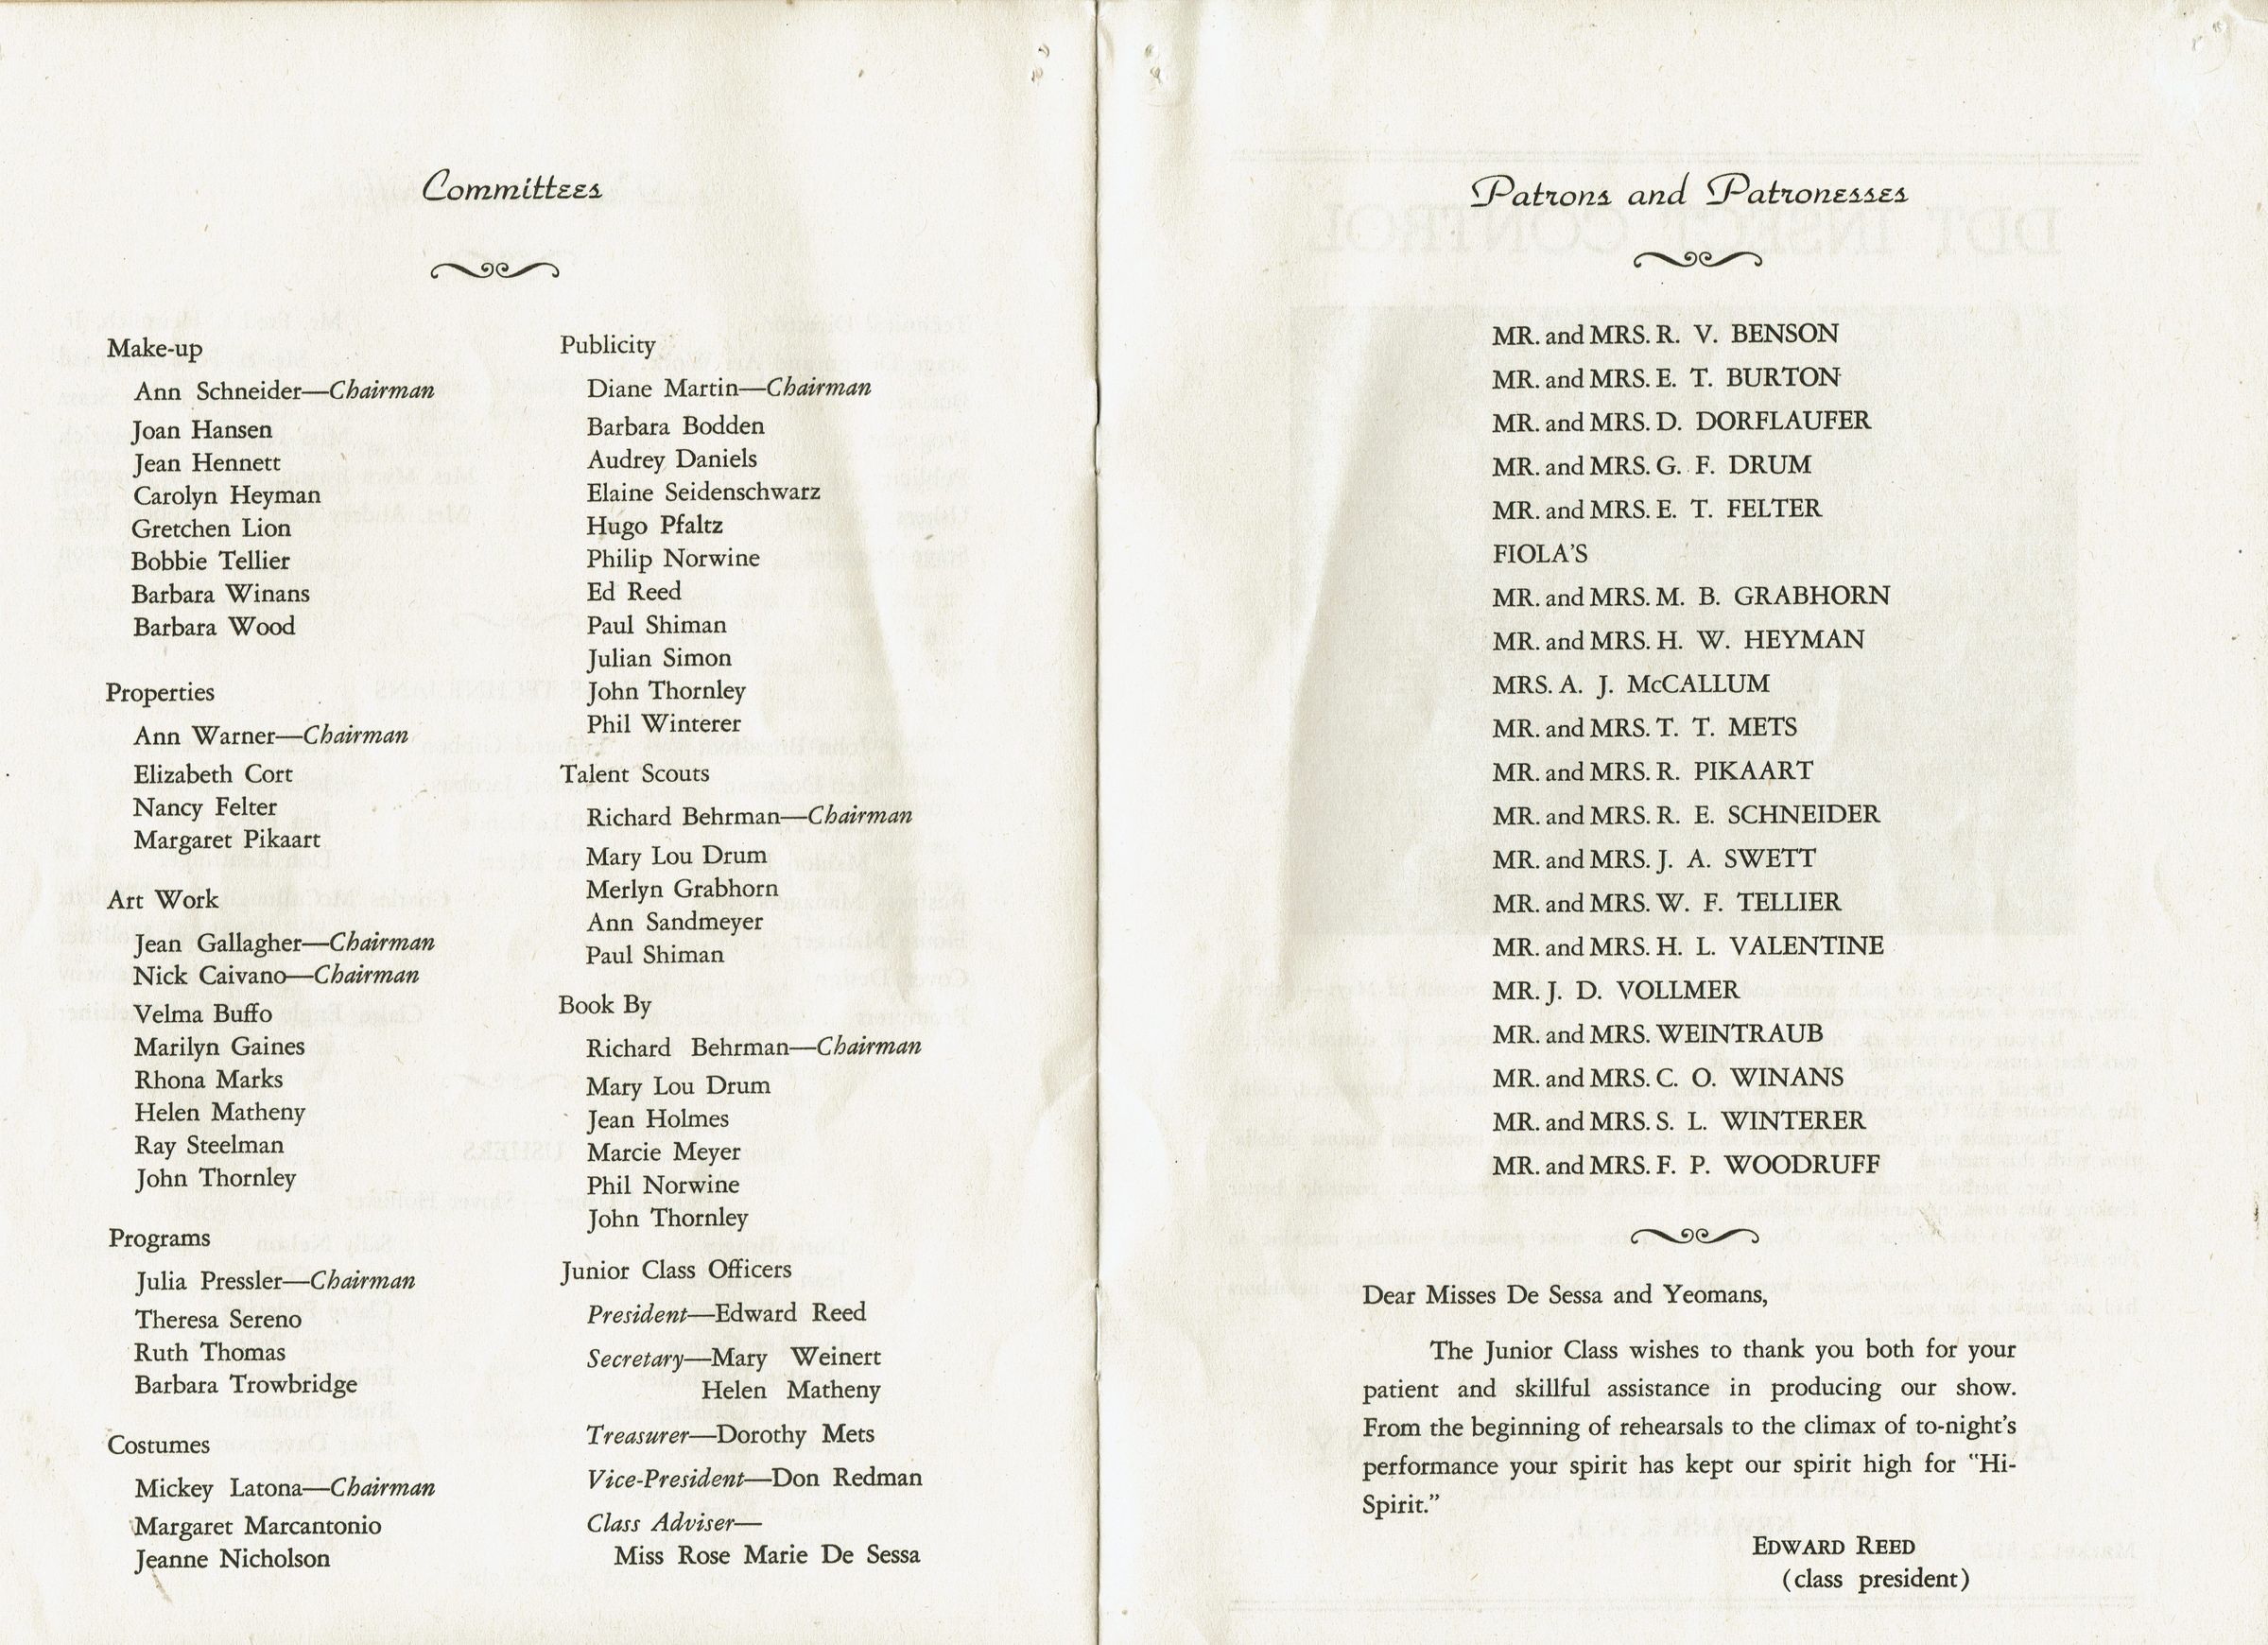 Committees
Make-up
Ann Schneider—Chairman
Joan Hansen
Jean Hennett
Carolyn Heyman
Gretchen Lion
Bobbie Tellier
Barbara Winans
Barbara Wood
Properties
Ann Warner—Chairman
Elizabeth Cort
Nancy Felter
Margaret Pikaart
Art Work
Jean Gallagher—Chairman
Nick Caivano—Chairman
Velma Buffo
Marilyn Gaines
Rhona Marks
Helen Matheny
Ray Steelman
John Thornley
Programs
Julia Pressler—Chairman
Theresa Sereno
Ruth Thomas
Barbara Trowbridge
Costumes
Mickey Latona—Chairman
Margaret Marcantonio
Jeanne Nicholson
Publicity
Diane Martin—Chairman
Barbara Bodden
Audrey Daniels
Elaine Seidenschwarz
Hugo Pfaltz
Philip Norwine
Ed Reed
Paul Shiman
Julian Simon
John Thornley
Phil Winterer
Talent Scouts
Richard Behrman—Chairman
Mary Lou Drum
Merlyn Grabhorn
Ann Sandmeyer
Paul Shiman
Book By
Richard Behrman—Chairman
Mary Lou Drum
Jean Holmes
Marcie Meyer
Phil Norwine
John Thornley
Junior Class Officers
President—Edward Reed
Secretary—Mary Weinert
Helen Matheny
Treasurer—Dorothy Mets
Vice-President—Don Redman
Class Adviser—
Miss Rose Marie De Sessa
Patrons and Patronesses
MR. and MRS. R. V. BENSON
MR. and MRS. E. T. BURTON
MR. and MRS. D. DORFLAUFER
MR. and MRS. G. F. DRUM
MR. and MRS. E. T. FELTER
FIOLA'S
MR. and MRS. M. B. GRABHORN
MR. and MRS. H. W. HEYMAN
MRS. A. J. McCALLUM
MR. and MRS. T. T. METS
MR. and MRS. R. PIKAART
MR. and MRS. R. E. SCHNEIDER
MR. and MRS. J. A. SWETT
MR. and MRS. W. F. TELLIER
MR. and MRS. H. L. VALENTINE
MR. J. D. VOLLMER
MR. and MRS. WEINTRAUB
MR. and MRS. C. O. WINANS
MR. and MRS. S. L. WINTERER
MR. and MRS. F. P. WOODRUFF
Dear Misses De Sessa and Yeomans,
The Junior Class wishes to thank you both for your
patient and skillful assistance in producing our show.
From the beginning of rehearsals to the climax of to-night's
performance your spirit has kept our spirit high for "Hi-
Spirit."
EDWARD REED
(class president)